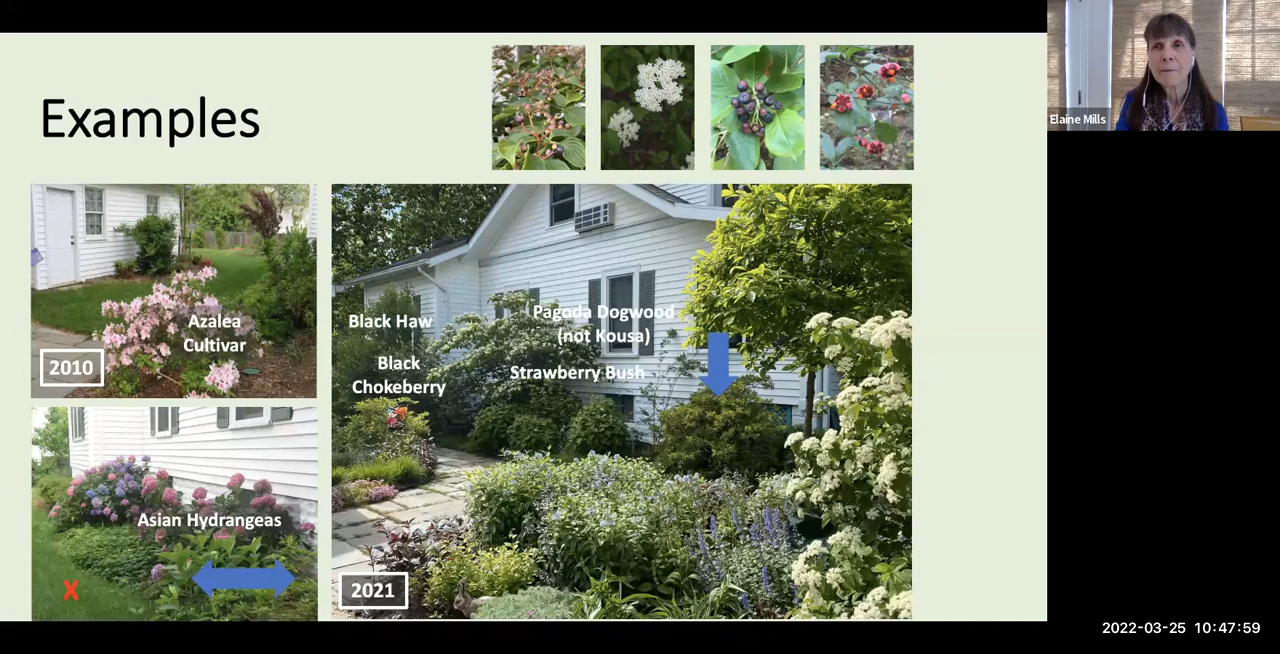 Examples
Elaine Mills
Azalea
Cultivar
2010
Asian Hydrangeas
X
Black Haw
Black
Chokeberry
Pagoda Dogwood
(not Kousa)
Strawberry Bush
2021
2022-03-25 10:47:59